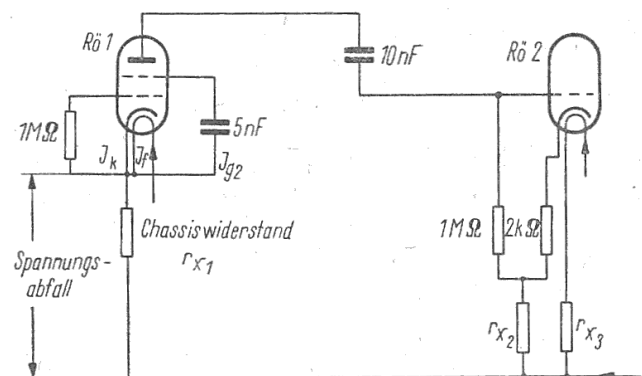 Rö 1
10nF
Rö 2
1MΩ
5nF
Jk
Jf
Jg2
Chassiswiderstand
rx1
Spannungs-
abfall
1MΩ
2kΩ
rx2
rx3